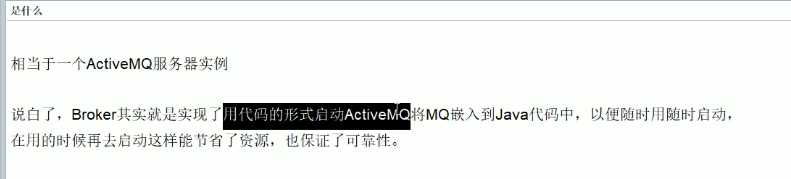 是什么
相当于一个ActiveMQ服务器实例
说白了，Broker其实就是实现了用代码的形式启动ActiveMQ将MQ嵌入到Java代码中，以便随时用随时启动，
在用的时候再去启动这样能节省了资源，也保证了可靠性。